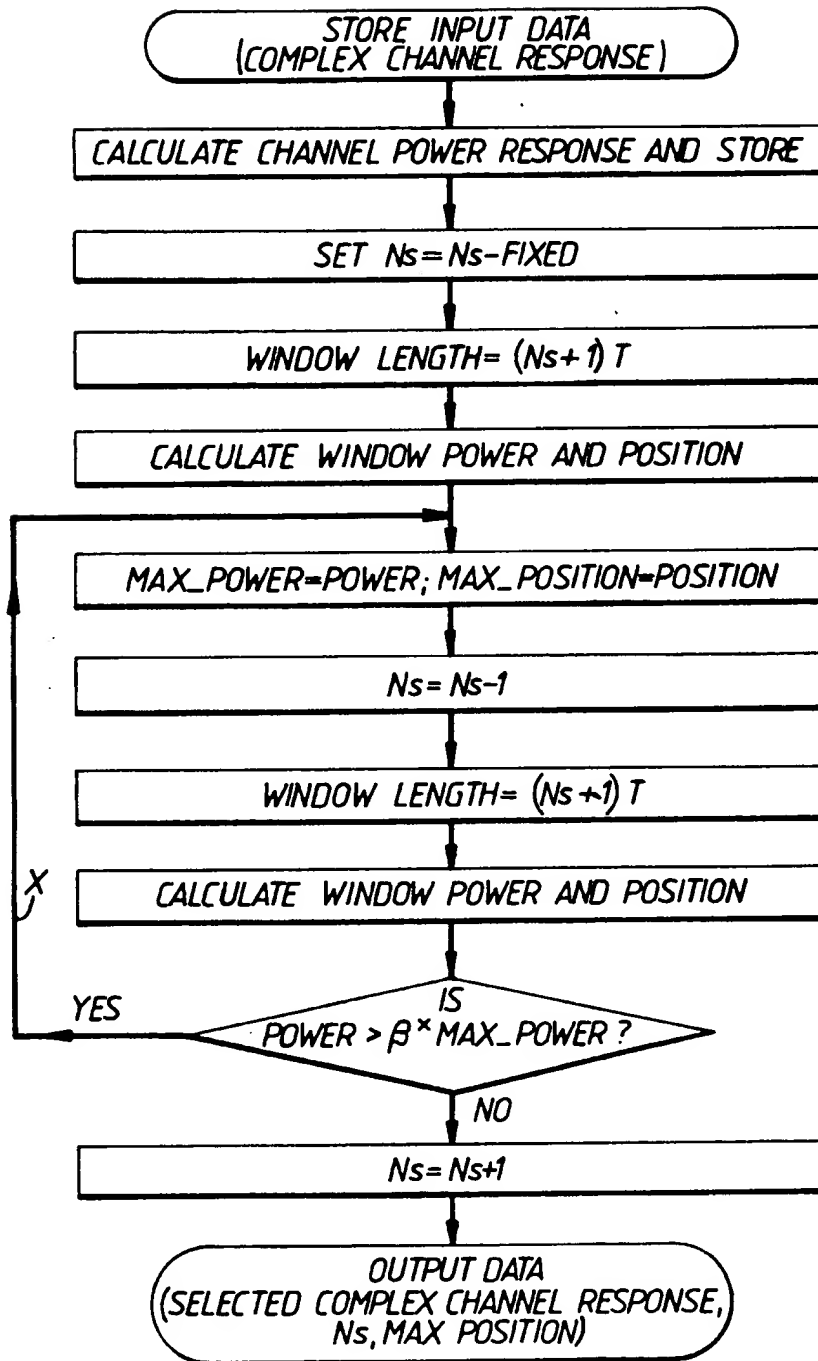 STORE INPUT DATA
(COMPLEX CHANNEL RESPONSE)
CALCULATE CHANNEL POWER RESPONSE AND STORE
SET Ns=Ns-FIXED
WINDOW LENGTH= (Ns+1) T
CALCULATE WINDOW POWER AND POSITION
MAX_POWER=POWER; MAX_POSITION=POSITION
Ns=Ns-1
WINDOW LENGTH= (Ns+1) T
X
CALCULATE WINDOW POWER AND POSITION
YES
IS
POWER > β× MAX_POWER ?
NO
Ns=Ns+1
OUTPUT DATA
(SELECTED COMPLEX CHANNEL RESPONSE,
Ns, MAX POSITION)